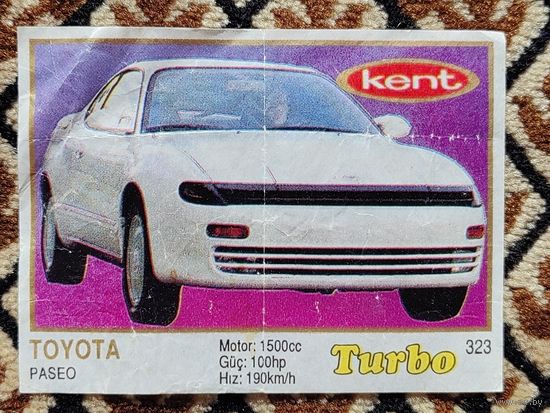 kent
TOYOTA
PASEO
Motor: 1500cc
Güç: 100hp
Hız: 190km/h
Turbo
323